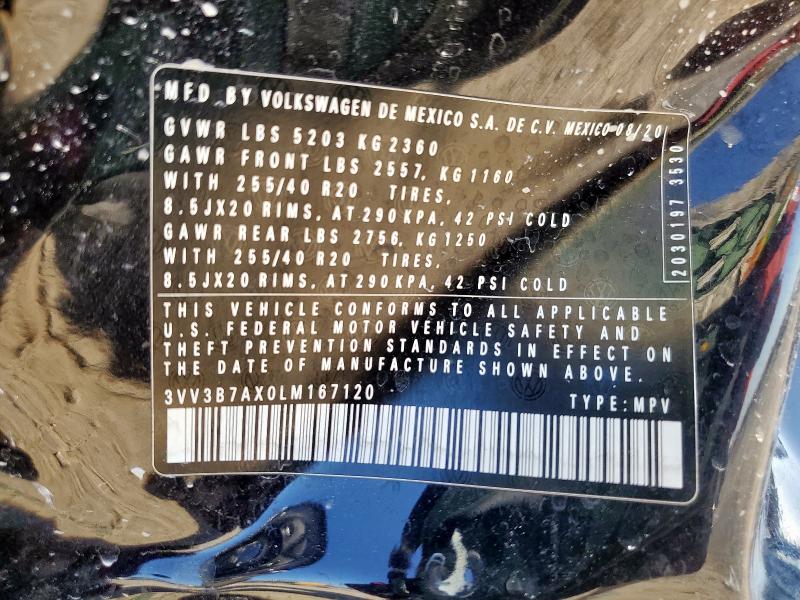 MFD. BY VOLKSWAGEN DE MEXICO S.A. DE C.V. MEXICO 08/20
GVWR LBS 5203 KG 2360
GAWR FRONT LBS 2557, KG 1160
WITH 255/40 R20 TIRES,
8.5JX20 RIMS, AT 290 KPA, 42 PSI COLD
GAWR REAR LBS 2756, KG 1250
WITH 255/40 R20 TIRES,
8.5JX20 RIMS, AT 290 KPA, 42 PSI COLD
2030197 3530
THIS VEHICLE CONFORMS TO ALL APPLICABLE
U.S. FEDERAL MOTOR VEHICLE SAFETY AND
THEFT PREVENTION STANDARDS IN EFFECT ON
THE DATE OF MANUFACTURE SHOWN ABOVE.
3VV3B7AX0LM167120 TYPE: MPV